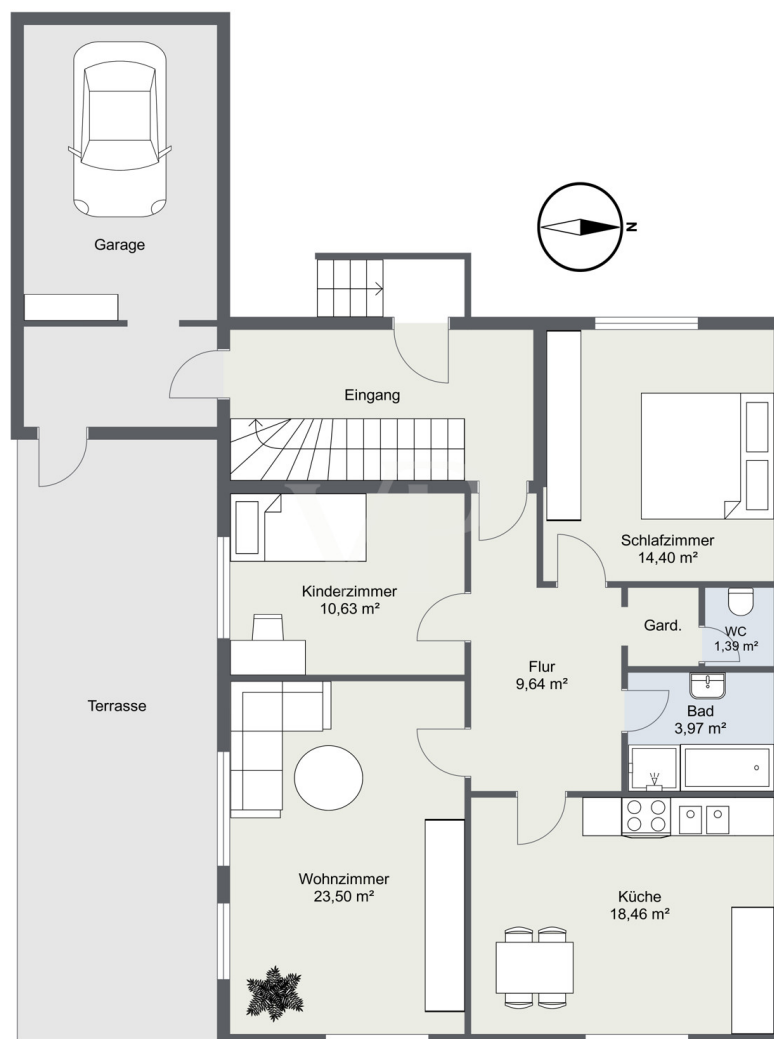 Garage
N
Eingang
Schlafzimmer
14,40 m²
Kinderzimmer
10,63 m²
Gard.
WC
1,39 m²
Flur
9,64 m²
Terrasse
Bad
3,97 m²
Wohnzimmer
23,50 m²
Küche
18,46 m²
VP